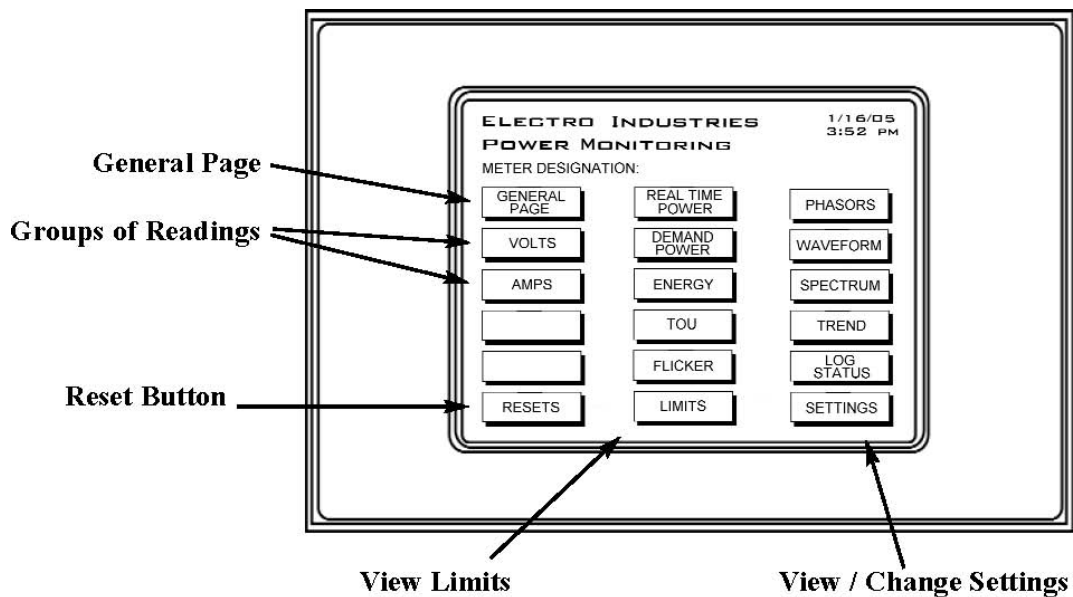 ELECTRO INDUSTRIES
1/16/05
3:52 PM
POWER MONITORING
METER DESIGNATION:
General Page
GENERAL
PAGE
REAL TIME
POWER
PHASORS
Groups of Readings
VOLTS
DEMAND
POWER
WAVEFORM
AMPS
ENERGY
SPECTRUM
TOU
TREND
FLICKER
LOG
STATUS
Reset Button
RESETS
LIMITS
SETTINGS
View Limits
View / Change Settings